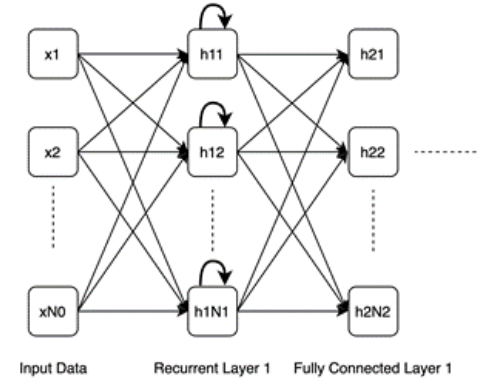 x1 h11 h21
x2 h12 h22
xN0 h1N1 h2N2
Input Data Recurrent Layer 1 Fully Connected Layer 1